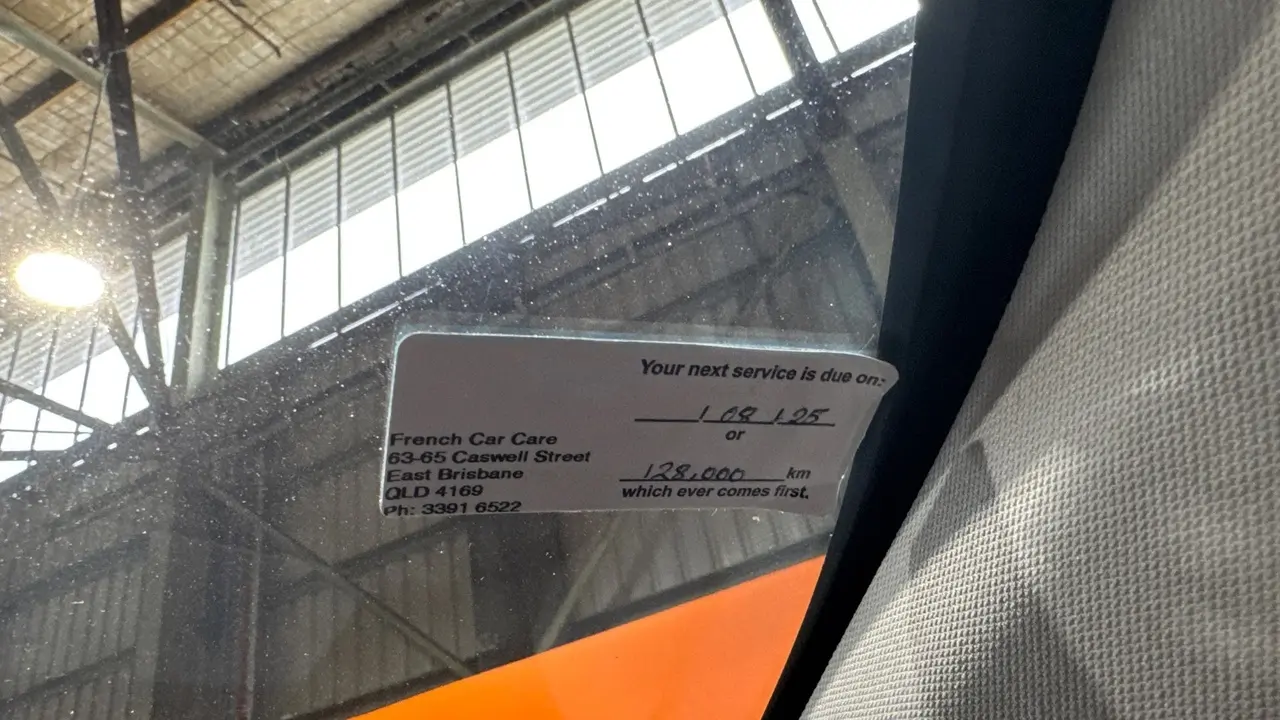 Your next service is due on:
/ 08 / 25
or
128,000 km
which ever comes first.
French Car Care
63-65 Caswell Street
East Brisbane
QLD 4169
Ph: 3391 6522